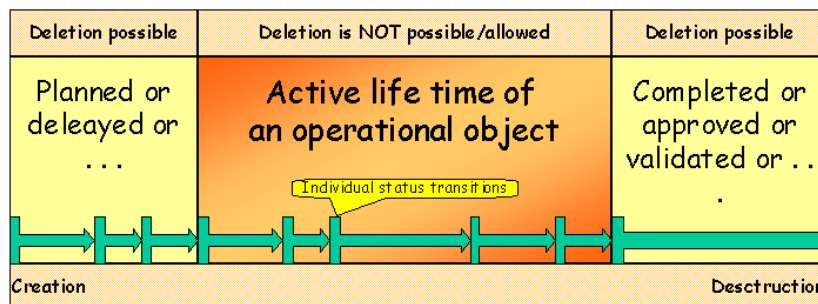 Deletion possible
Deletion is NOT possible/allowed
Deletion possible
Planned or
deleayed or
. . .
Active life time of
an operational object
Completed or
approved or
validated or . .
.
Individual status transitions
Creation
Desctruction